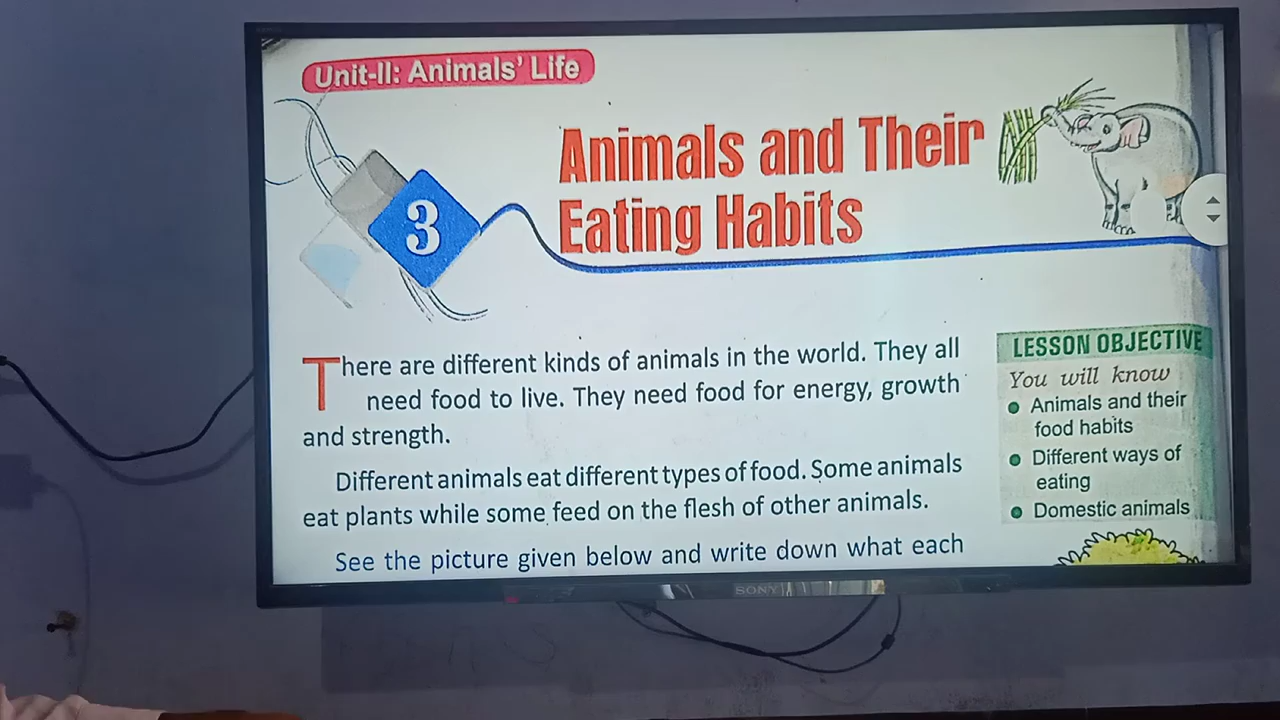 Unit-II: Animals' Life
3
Animals and Their
Eating Habits
There are different kinds of animals in the world. They all
need food to live. They need food for energy, growth
and strength.
Different animals eat different types of food. Some animals
eat plants while some feed on the flesh of other animals.
See the picture given below and write down what each
LESSON OBJECTIVE
You will know
• Animals and their
food habits
• Different ways of
eating
• Domestic animals
SONY